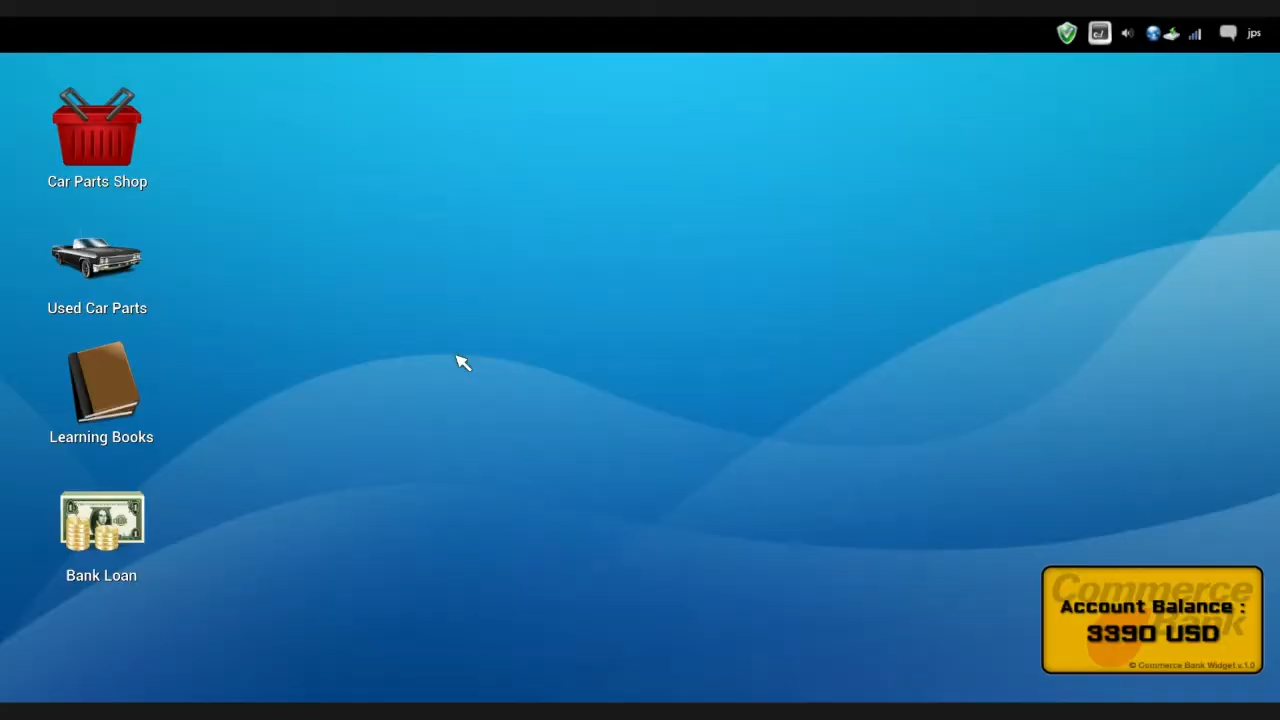 c:/
jps
Car Parts Shop
Used Car Parts
Learning Books
Bank Loan
Commerce Bank
Account Balance :
3390 USD
© Commerce Bank Widget v.1.0